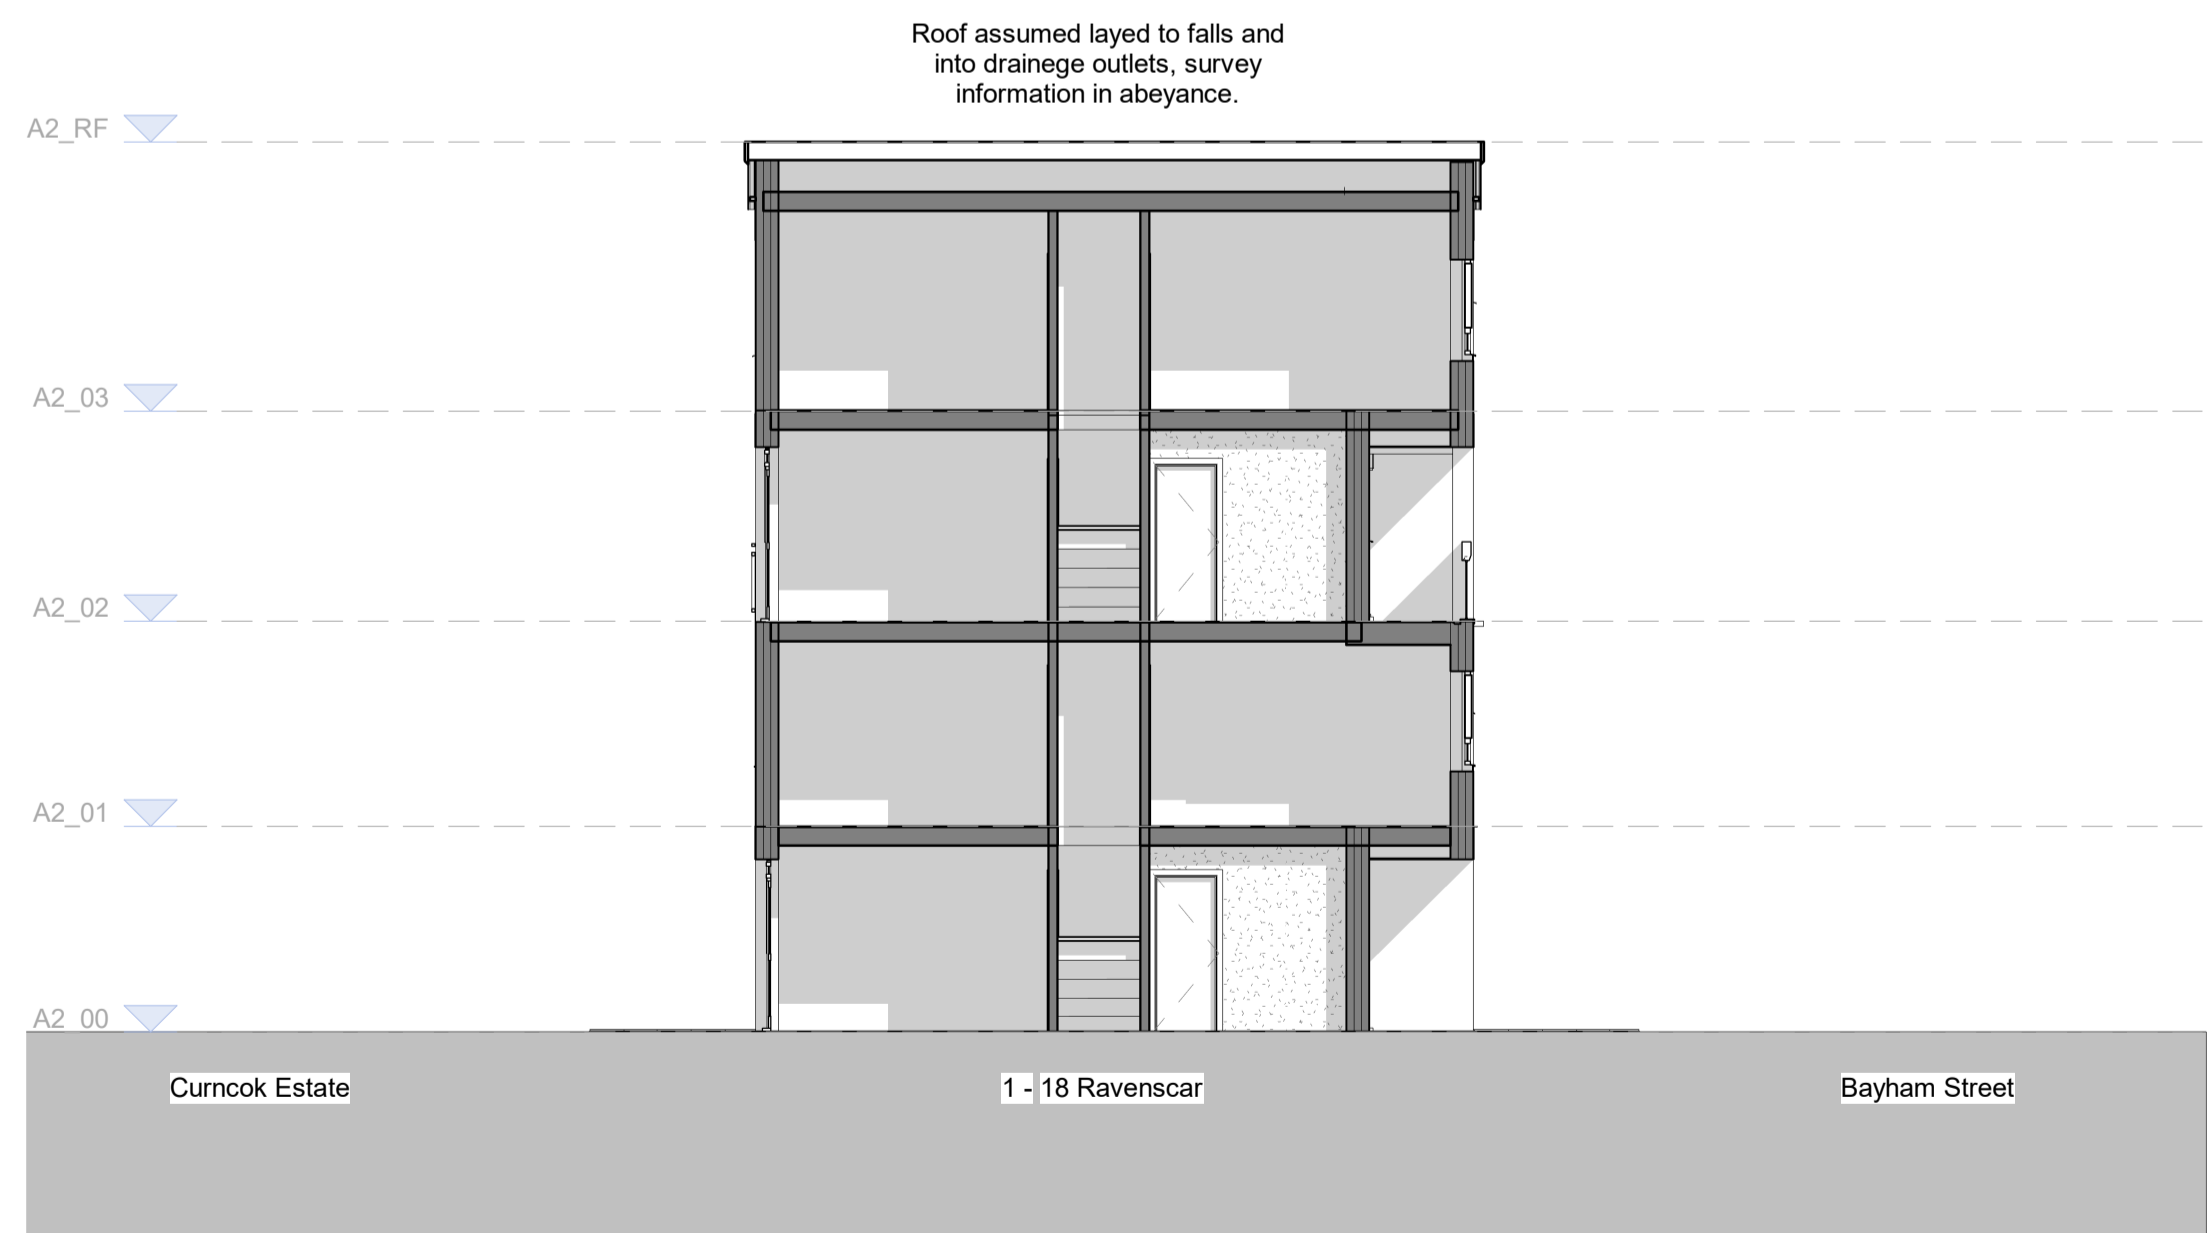 Roof assumed layed to falls and
into drainege outlets, survey
information in abeyance.
A2_RF
A2_03
A2_02
A2_01
A2_00
Curncok Estate
1 - 18 Ravenscar
Bayham Street